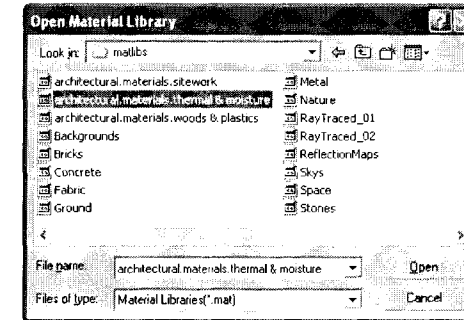 Open Material Library
Look in: matlibs
architectural.materials.sitework
architectural.materials.thermal & moisture
architectural.materials.woods & plastics
Backgrounds
Bricks
Concrete
Fabric
Ground
Metal
Nature
RayTraced_01
RayTraced_02
ReflectionMaps
Skys
Space
Stones
File name: architectural.materials.thermal & moisture Open
Files of type: Material Libraries(*.mat) Cancel